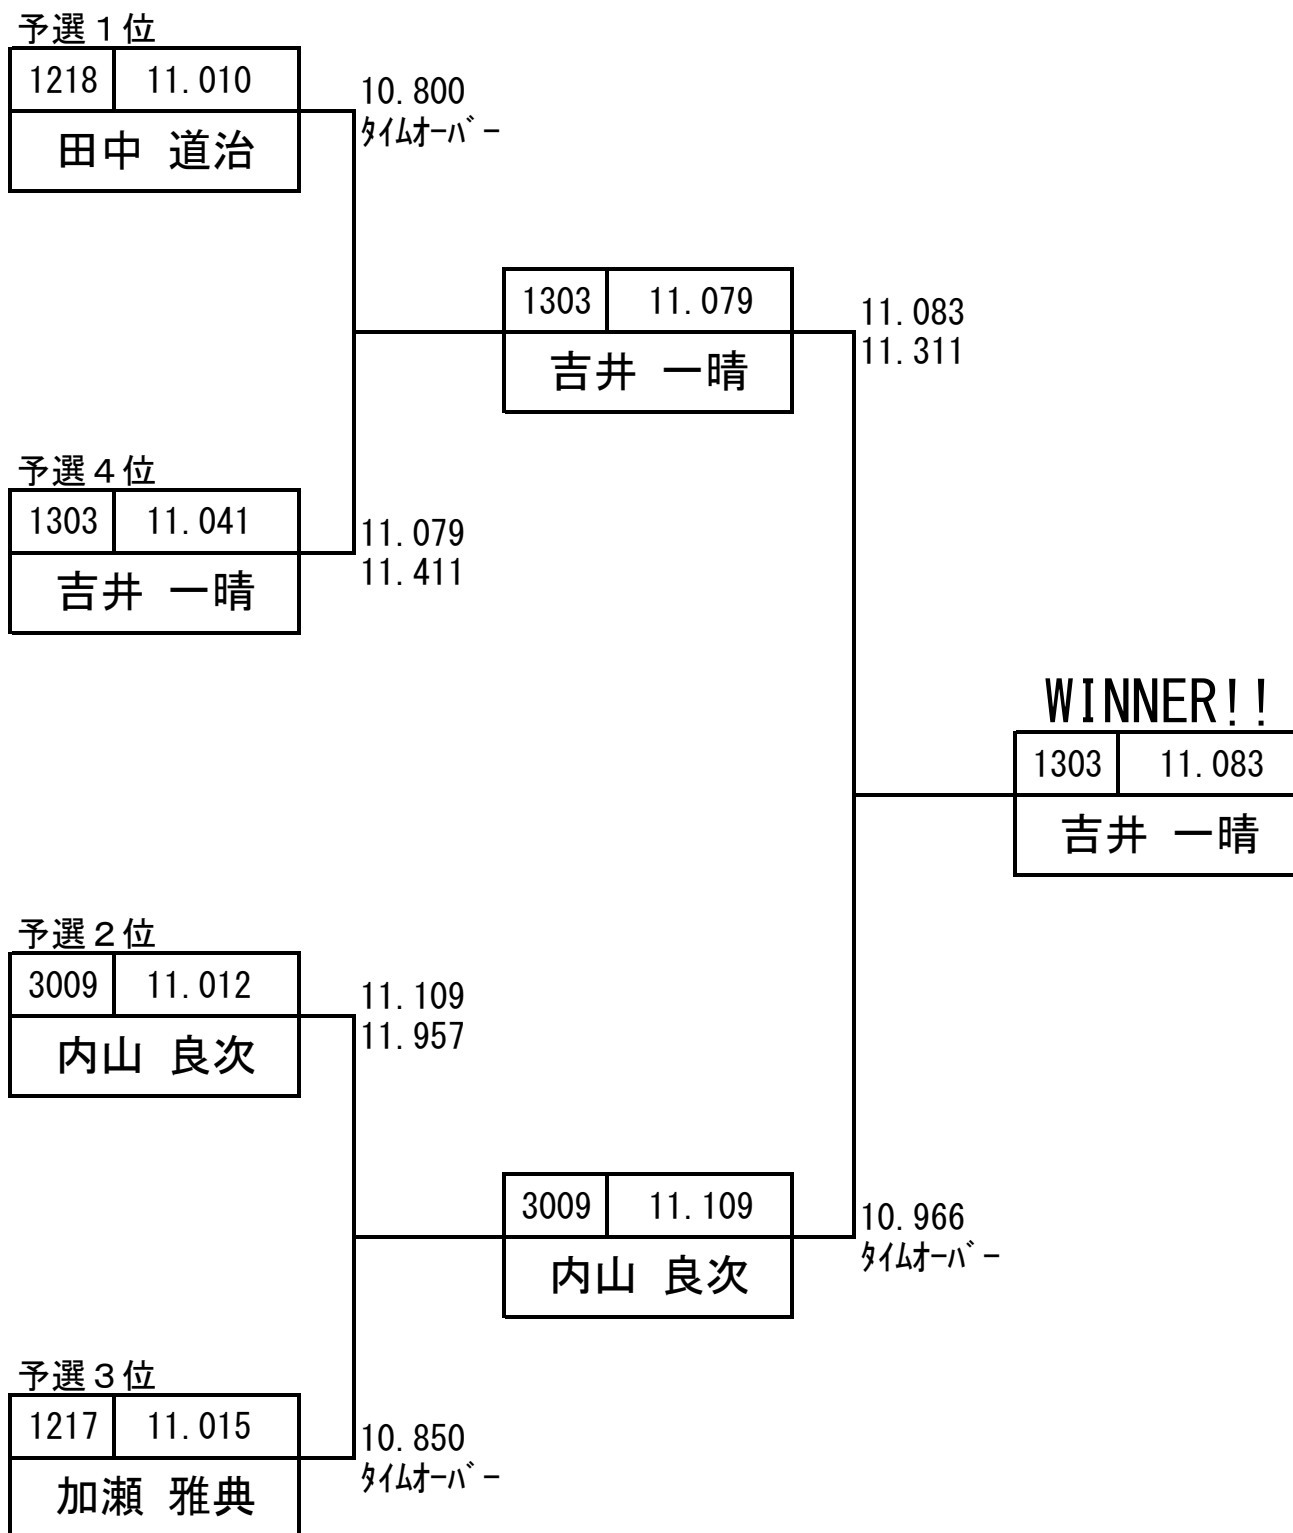 予選１位
1218 11.010
田中 道治
10.800
ﾀｲﾑｵｰﾊﾞｰ
1303 11.079
吉井 一晴
11.083
11.311
予選４位
1303 11.041
吉井 一晴
11.079
11.411
WINNER!!
1303 11.083
吉井 一晴
予選２位
3009 11.012
内山 良次
11.109
11.957
3009 11.109
内山 良次
10.966
ﾀｲﾑｵｰﾊﾞｰ
予選３位
1217 11.015
加瀬 雅典
10.850
ﾀｲﾑｵｰﾊﾞｰ